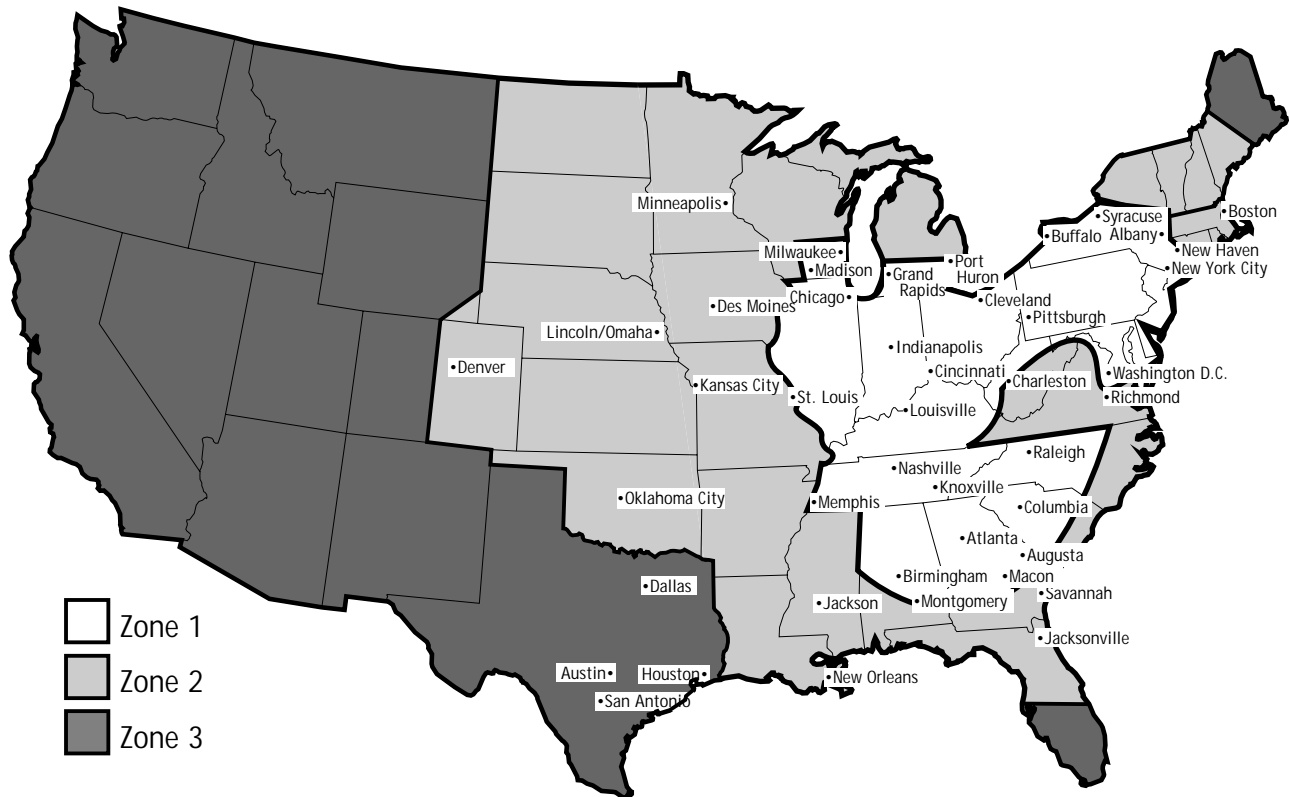 Minneapolis
Milwaukee
Madison
Chicago
Grand
Rapids
Port
Huron
Buffalo
Syracuse
Albany
Boston
New Haven
New York City
Cleveland
Pittsburgh
Des Moines
Lincoln/Omaha
Denver
Indianapolis
Cincinnati
Charleston
Washington D.C.
Richmond
Kansas City
St. Louis
Louisville
Raleigh
Nashville
Knoxville
Oklahoma City
Memphis
Columbia
Atlanta
Augusta
Birmingham
Macon
Savannah
Dallas
Jackson
Montgomery
Jacksonville
Austin
Houston
New Orleans
San Antonio
Zone 1
Zone 2
Zone 3